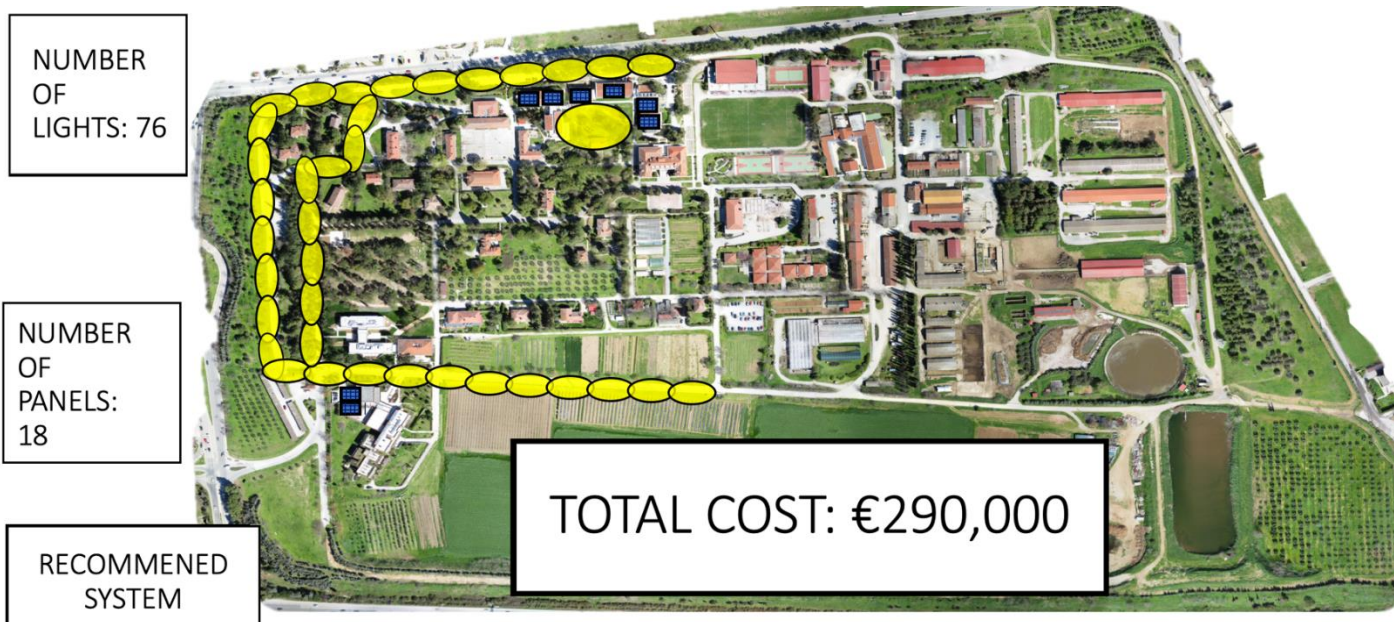 NUMBER
OF
LIGHTS: 76
NUMBER
OF
PANELS:
18
TOTAL COST: €290,000
RECOMMENED
SYSTEM